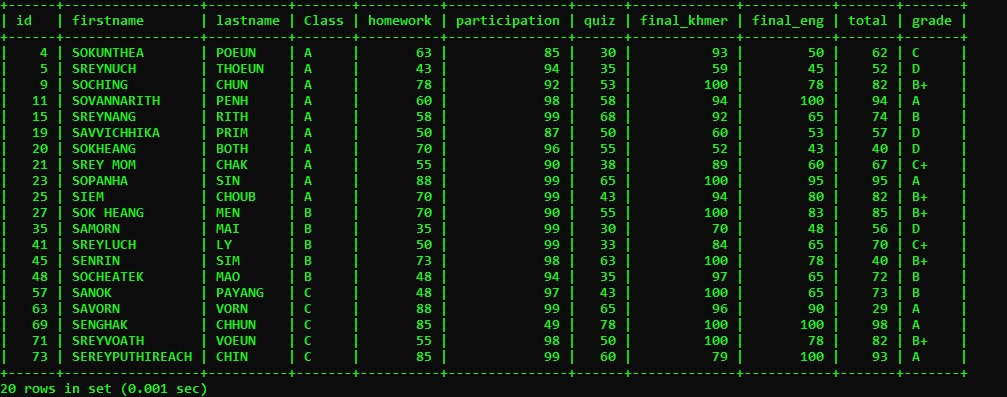 | id | firstname | lastname | Class | homework | participation | quiz | final_khmer | final_eng | total | grade |
| 4 | SOKUNTHEA | POEUN | A | 63 | 85 | 30 | 93 | 50 | 62 | C |
| 5 | SREYNUCH | THOEUN | A | 43 | 94 | 35 | 59 | 45 | 52 | D |
| 9 | SOCHING | CHUN | A | 78 | 92 | 53 | 100 | 78 | 82 | B+ |
| 11 | SOVANNARITH | PENH | A | 60 | 98 | 58 | 94 | 100 | 94 | A |
| 15 | SREYNANG | RITH | A | 58 | 99 | 68 | 92 | 65 | 74 | B |
| 19 | SAVVICHHIKA | PRIM | A | 50 | 87 | 50 | 60 | 53 | 57 | D |
| 20 | SOKHEANG | BOTH | A | 70 | 96 | 55 | 52 | 43 | 40 | D |
| 21 | SREY MOM | CHAK | A | 55 | 90 | 38 | 89 | 60 | 67 | C+ |
| 23 | SOPANHA | SIN | A | 88 | 99 | 65 | 100 | 95 | 95 | A |
| 25 | SIEM | CHOUB | A | 70 | 99 | 43 | 94 | 80 | 82 | B+ |
| 27 | SOK HEANG | MEN | B | 70 | 90 | 55 | 100 | 83 | 85 | B+ |
| 35 | SAMORN | MAI | B | 35 | 99 | 30 | 70 | 48 | 56 | D |
| 41 | SREYLUCH | LY | B | 50 | 99 | 33 | 84 | 65 | 70 | C+ |
| 45 | SENRIN | SIM | B | 73 | 98 | 63 | 100 | 78 | 40 | B+ |
| 48 | SOCHEATEK | MAO | B | 48 | 94 | 35 | 97 | 65 | 72 | B |
| 57 | SANOK | PAYANG | C | 48 | 97 | 43 | 100 | 65 | 73 | B |
| 63 | SAVORN | VORN | C | 88 | 99 | 65 | 96 | 90 | 29 | A |
| 69 | SENGHAK | CHHUN | C | 85 | 49 | 78 | 100 | 100 | 98 | A |
| 71 | SREYVOATH | VOEUN | C | 55 | 98 | 50 | 100 | 78 | 82 | B+ |
| 73 | SEREYPUTHIREACH | CHIN | C | 85 | 99 | 60 | 79 | 100 | 93 | A |
20 rows in set (0.001 sec)